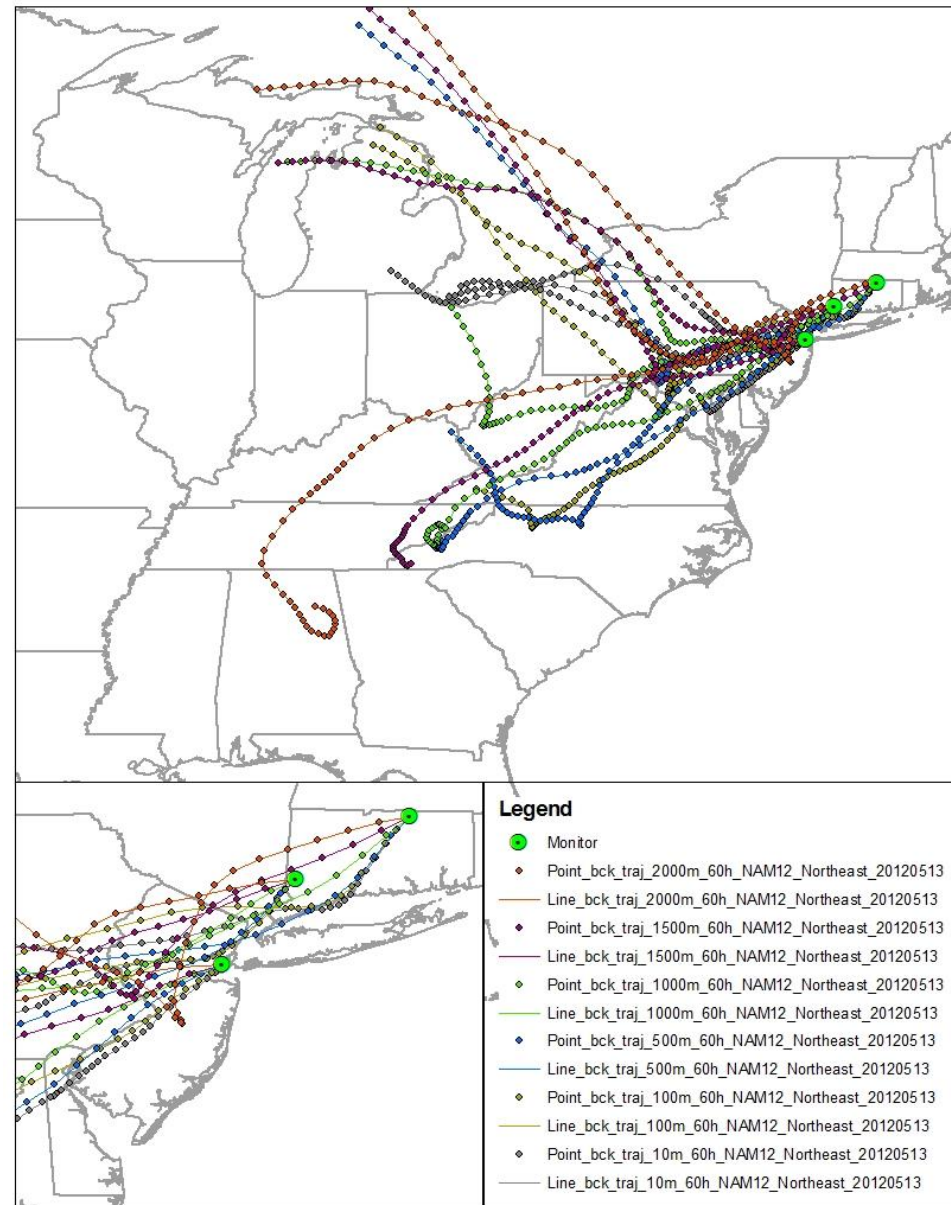 Legend
Monitor
Point_bck_traj_2000m_60h_NAM12_Northeast_20120513
Line_bck_traj_2000m_60h_NAM12_Northeast_20120513
Point_bck_traj_1500m_60h_NAM12_Northeast_20120513
Line_bck_traj_1500m_60h_NAM12_Northeast_20120513
Point_bck_traj_1000m_60h_NAM12_Northeast_20120513
Line_bck_traj_1000m_60h_NAM12_Northeast_20120513
Point_bck_traj_500m_60h_NAM12_Northeast_20120513
Line_bck_traj_500m_60h_NAM12_Northeast_20120513
Point_bck_traj_100m_60h_NAM12_Northeast_20120513
Line_bck_traj_100m_60h_NAM12_Northeast_20120513
Point_bck_traj_10m_60h_NAM12_Northeast_20120513
Line_bck_traj_10m_60h_NAM12_Northeast_20120513